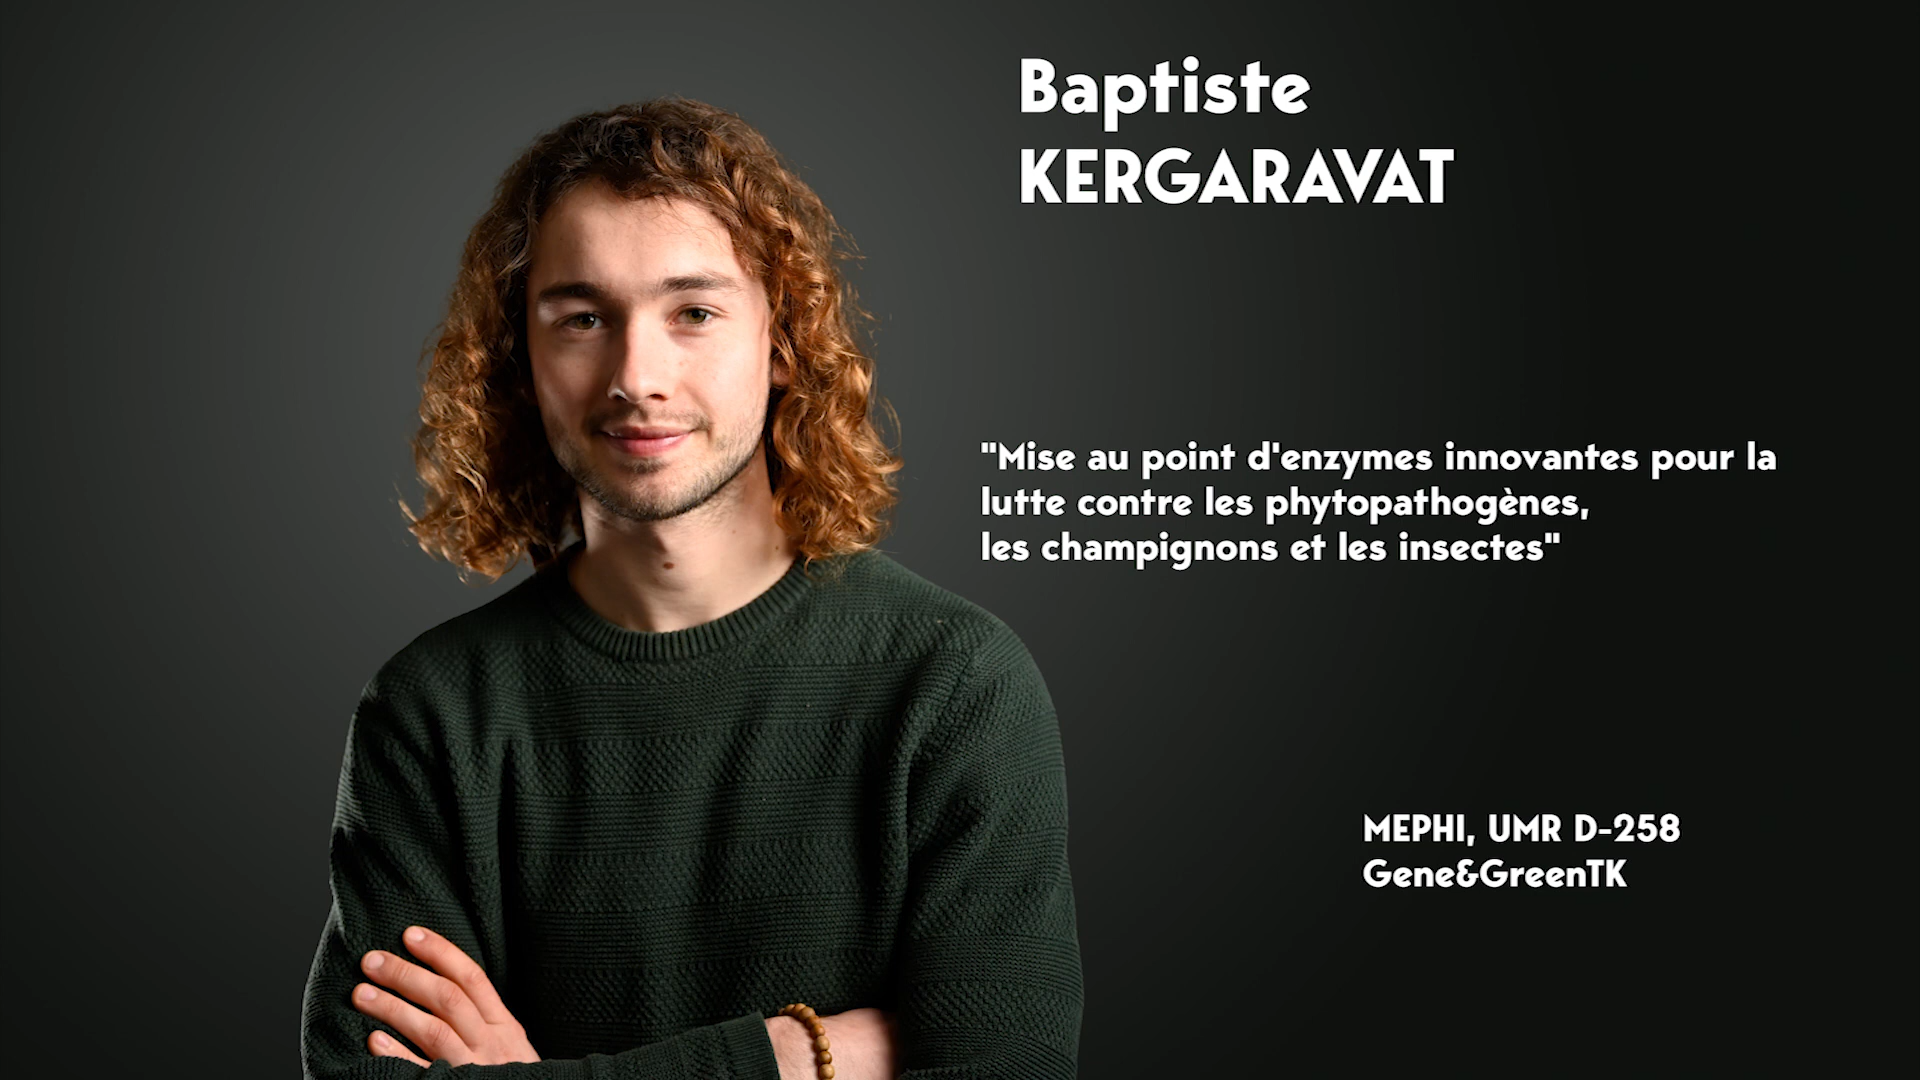 Baptiste
KERGARAVAT
"Mise au point d'enzymes innovantes pour la
lutte contre les phytopathogènes,
les champignons et les insectes"
MEPHI, UMR D-258
Gene&GreenTK